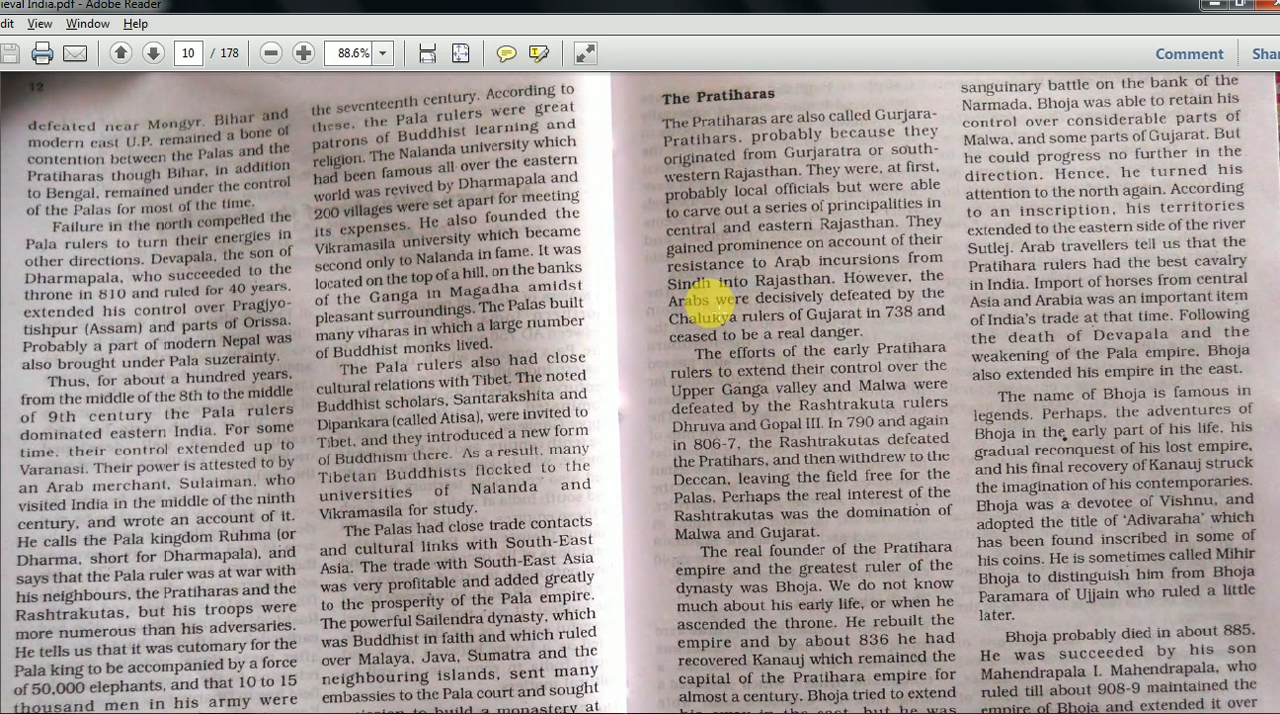 ieval India.pdf - Adobe Reader
dit View Window Help
10 / 178 88.6% Comment Shar
12
defeated near Mongyr. Bihar and
modern east U.P. remained a bone of
contention between the Palas and the
Pratiharas though Bihar, in addition
to Bengal, remained under the control
of the Palas for most of the time.
Failure in the north compelled the
Pala rulers to turn their energies in
other directions. Devapala, the son of
Dharmapala, who succeeded to the
throne in 810 and ruled for 40 years.
extended his control over Pragjyo-
tishpur (Assam) and parts of Orissa.
Probably a part of modern Nepal was
also brought under Pala suzerainty.
Thus, for about a hundred years,
from the middle of the 8th to the middle
of 9th century the Pala rulers
dominated eastern India. For some
time, their control extended up to
Varanasi. Their power is attested to by
an Arab merchant, Sulaiman, who
visited India in the middle of the ninth
century, and wrote an account of it.
He calls the Pala kingdom Ruhma (or
Dharma, short for Dharmapala), and
says that the Pala ruler was at war with
his neighbours, the Pratiharas and the
Rashtrakutas, but his troops were
more numerous than his adversaries.
He tells us that it was cutomary for the
Pala king to be accompanied by a force
of 50,000 elephants, and that 10 to 15
thousand men in his army were
the seventeenth century. According to
these, the Pala rulers were great
patrons of Buddhist learning and
religion. The Nalanda university which
had been famous all over the eastern
world was revived by Dharmapala and
200 villages were set apart for meeting
its expenses. He also founded the
Vikramasila university which became
second only to Nalanda in fame. It was
located on the top of a hill, on the banks
of the Ganga in Magadha amidst
pleasant surroundings. The Palas built
many viharas in which a large number
of Buddhist monks lived.
The Pala rulers also had close
cultural relations with Tibet. The noted
Buddhist scholars, Santarakshita and
Dipankara (called Atisa), were invited to
Tibet, and they introduced a new form
of Buddhism there. As a result, many
Tibetan Buddhists flocked to the
universities of Nalanda and
Vikramasila for study.
The Palas had close trade contacts
and cultural links with South-East
Asia. The trade with South-East Asia
was very profitable and added greatly
to the prosperity of the Pala empire.
The powerful Sailendra dynasty, which
was Buddhist in faith and which ruled
over Malaya, Java, Sumatra and the
neighbouring islands, sent many
embassies to the Pala court and sought
to build a monastery at
The Pratiharas
The Pratiharas are also called Gurjara-
Pratihars, probably because they
originated from Gurjaratra or south-
western Rajasthan. They were, at first,
probably local officials but were able
to carve out a series of principalities in
central and eastern Rajasthan. They
gained prominence on account of their
resistance to Arab incursions from
Sindh into Rajasthan. However, the
Arabs were decisively defeated by the
Chalukya rulers of Gujarat in 738 and
ceased to be a real danger.
The efforts of the early Pratihara
rulers to extend their control over the
Upper Ganga valley and Malwa were
defeated by the Rashtrakuta rulers
Dhruva and Gopal III. In 790 and again
in 806-7, the Rashtrakutas defeated
the Pratihars, and then withdrew to the
Deccan, leaving the field free for the
Palas. Perhaps the real interest of the
Rashtrakutas was the domination of
Malwa and Gujarat.
The real founder of the Pratihara
empire and the greatest ruler of the
dynasty was Bhoja. We do not know
much about his early life, or when he
ascended the throne. He rebuilt the
empire and by about 836 he had
recovered Kanauj which remained the
capital of the Pratihara empire for
almost a century. Bhoja tried to extend
his sway in the east, but he was
sanguinary battle on the bank of the
Narmada, Bhoja was able to retain his
control over considerable parts of
Malwa, and some parts of Gujarat. But
he could progress no further in the
direction. Hence, he turned his
attention to the north again. According
to an inscription, his territories
extended to the eastern side of the river
Sutlej. Arab travellers tell us that the
Pratihara rulers had the best cavalry
in India. Import of horses from central
Asia and Arabia was an important item
of India's trade at that time. Following
the death of Devapala and the
weakening of the Pala empire, Bhoja
also extended his empire in the east.
The name of Bhoja is famous in
legends. Perhaps, the adventures of
Bhoja in the early part of his life, his
gradual reconquest of his lost empire,
and his final recovery of Kanauj struck
the imagination of his contemporaries.
Bhoja was a devotee of Vishnu, and
adopted the title of 'Adivaraha' which
has been found inscribed in some of
his coins. He is sometimes called Mihir
Bhoja to distinguish him from Bhoja
Paramara of Ujjain who ruled a little
later.
Bhoja probably died in about 885.
He was succeeded by his son
Mahendrapala I. Mahendrapala, who
ruled till about 908-9 maintained the
empire of Bhoja and extended it over